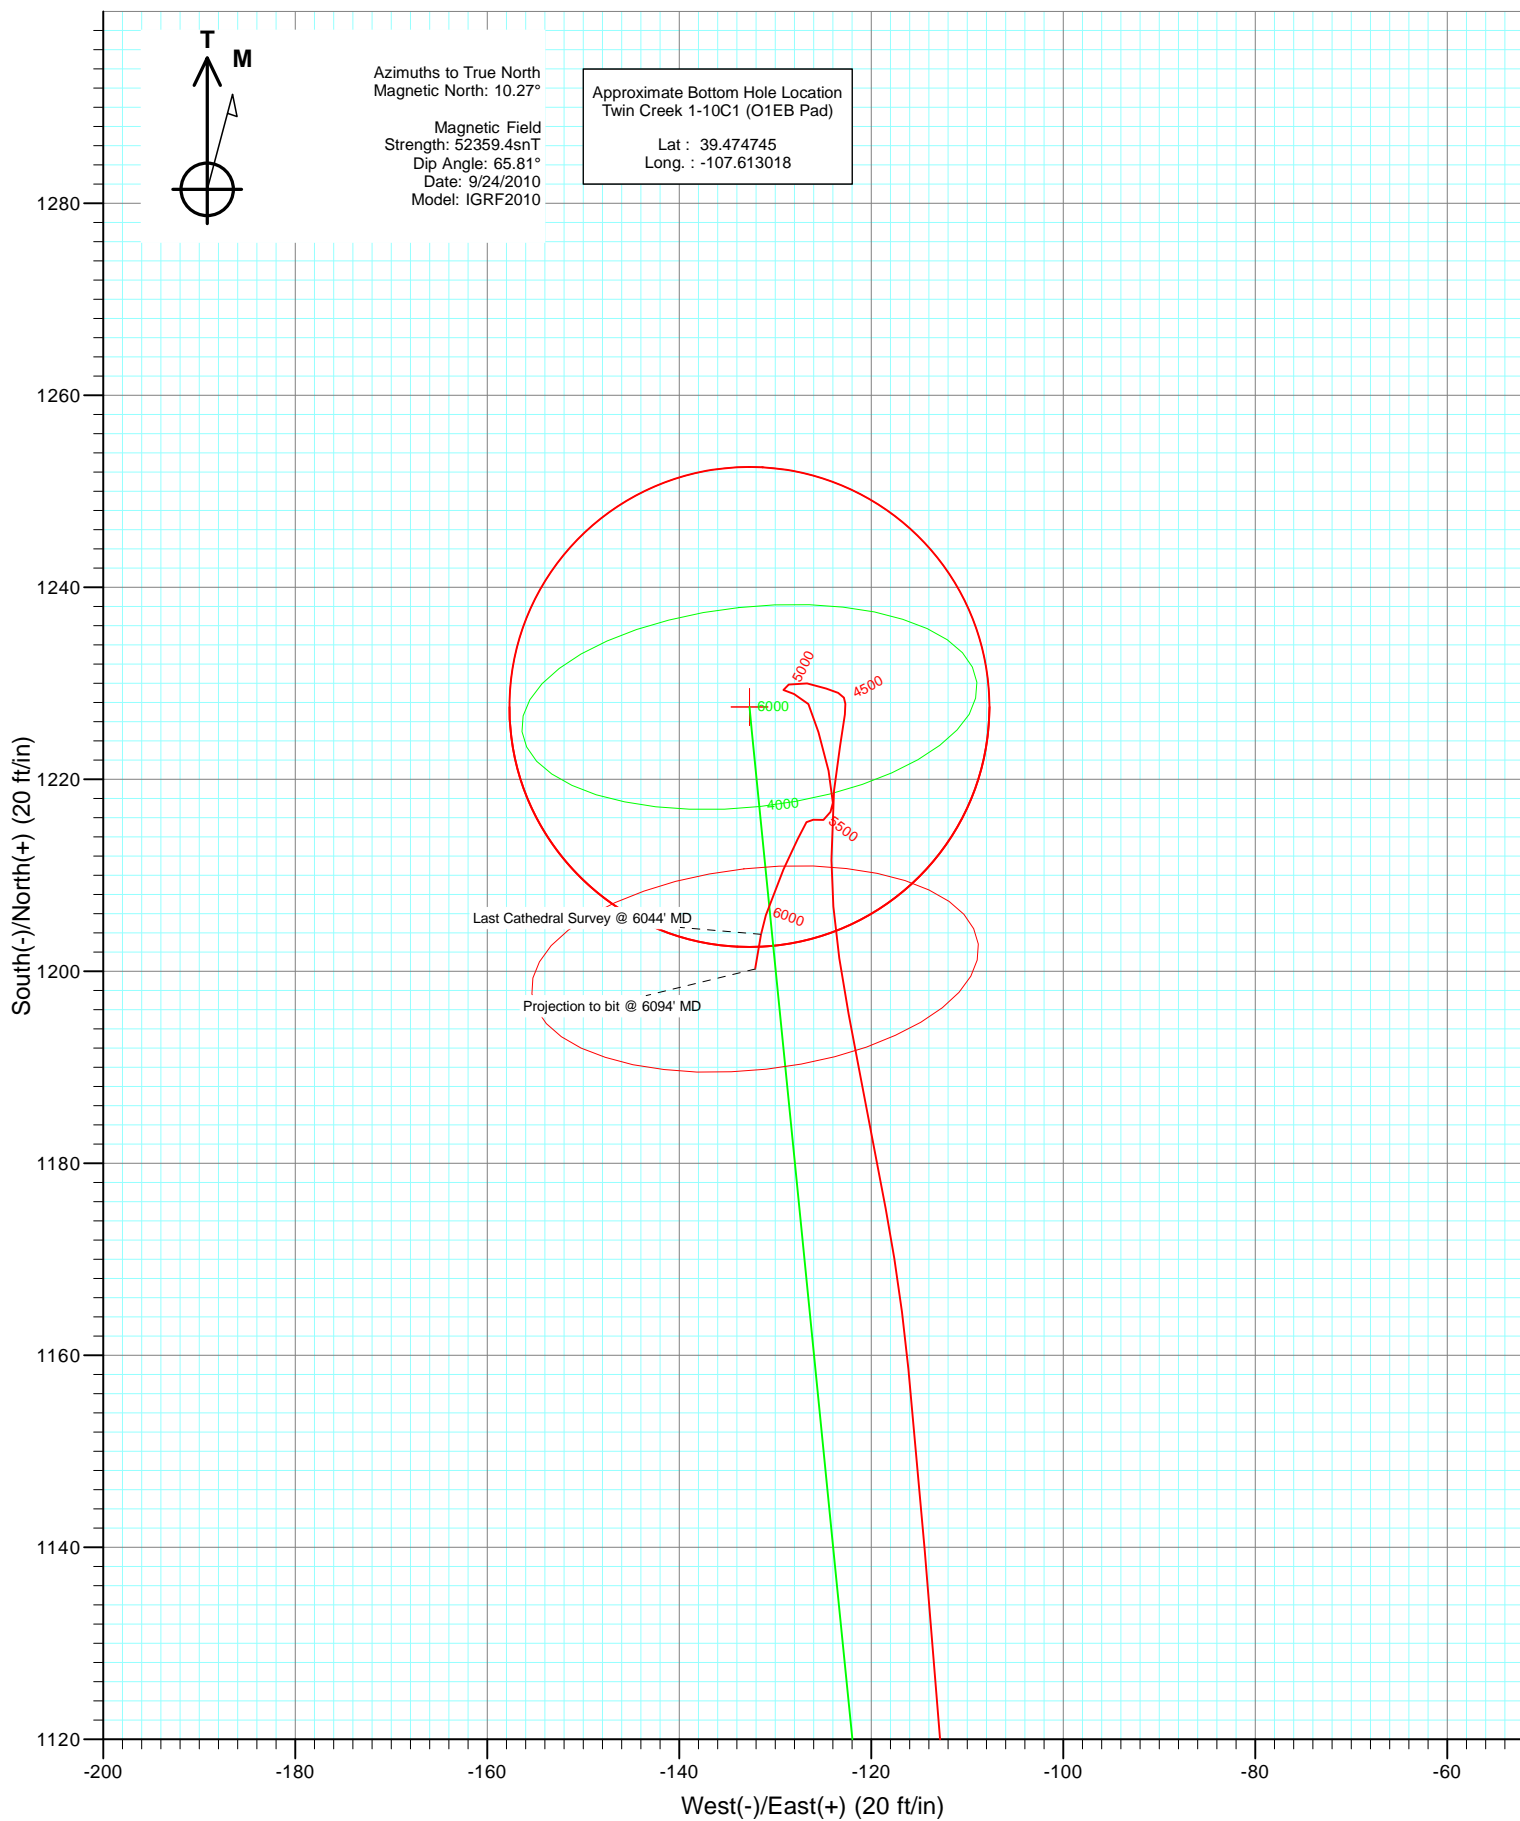 T
M
Azimuths to True North
Magnetic North: 10.27°
Magnetic Field
Strength: 52359.4snT
Dip Angle: 65.81°
Date: 9/24/2010
Model: IGRF2010
Approximate Bottom Hole Location
Twin Creek 1-10C1 (O1EB Pad)
Lat : 39.474745
Long. : -107.613018
1280
1260
1240
1220
1200
1180
1160
1140
1120
South(-)/North(+) (20 ft/in)
5000
4500
6000
4000
5500
6000
Last Cathedral Survey @ 6044' MD
Projection to bit @ 6094' MD
-200
-180
-160
-140
-120
-100
-80
-60
West(-)/East(+) (20 ft/in)